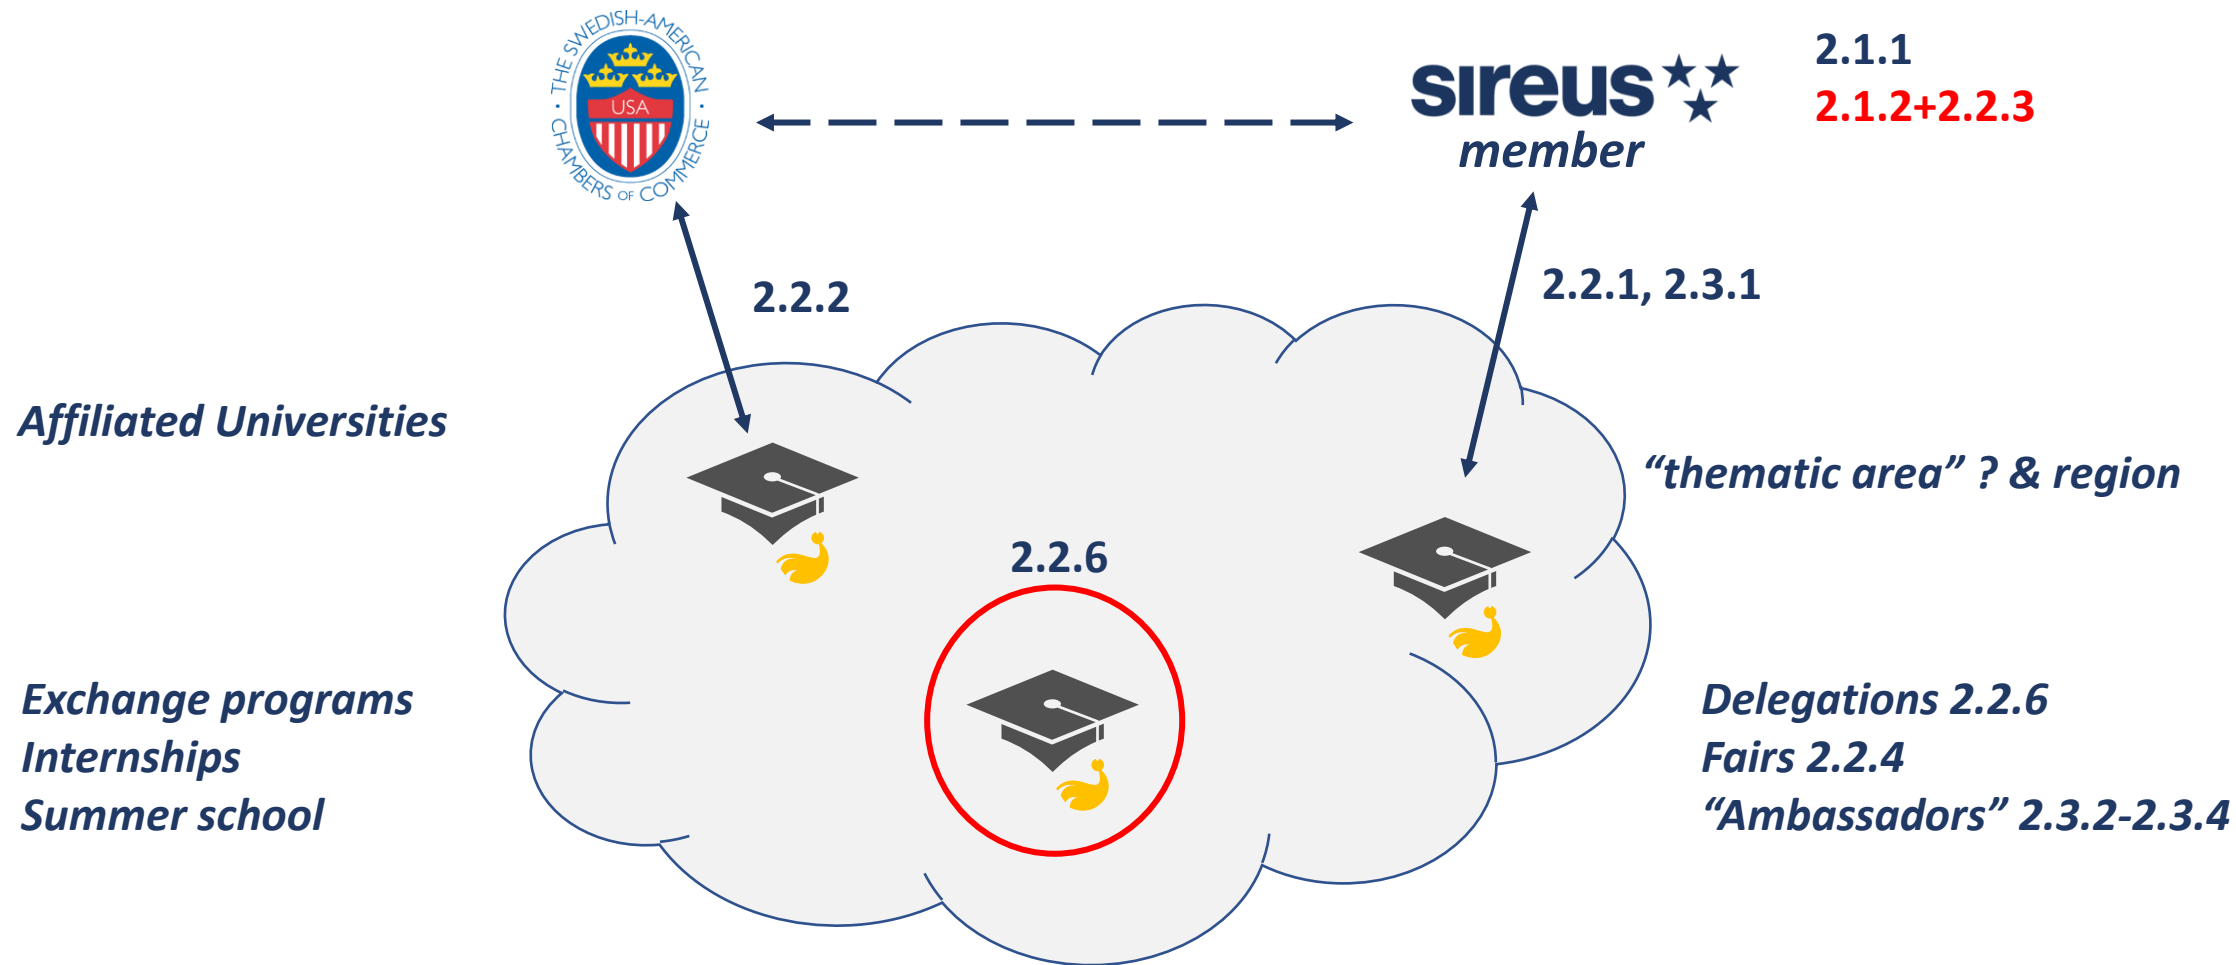 THE SWEDISH-AMERICAN
CHAMBERS OF COMMERCE
USA
sireus
member
2.1.1
2.1.2+2.2.3
2.2.2
2.2.1, 2.3.1
Affiliated Universities
“thematic area” ? & region
2.2.6
Exchange programs
Internships
Summer school
Delegations 2.2.6
Fairs 2.2.4
“Ambassadors” 2.3.2-2.3.4